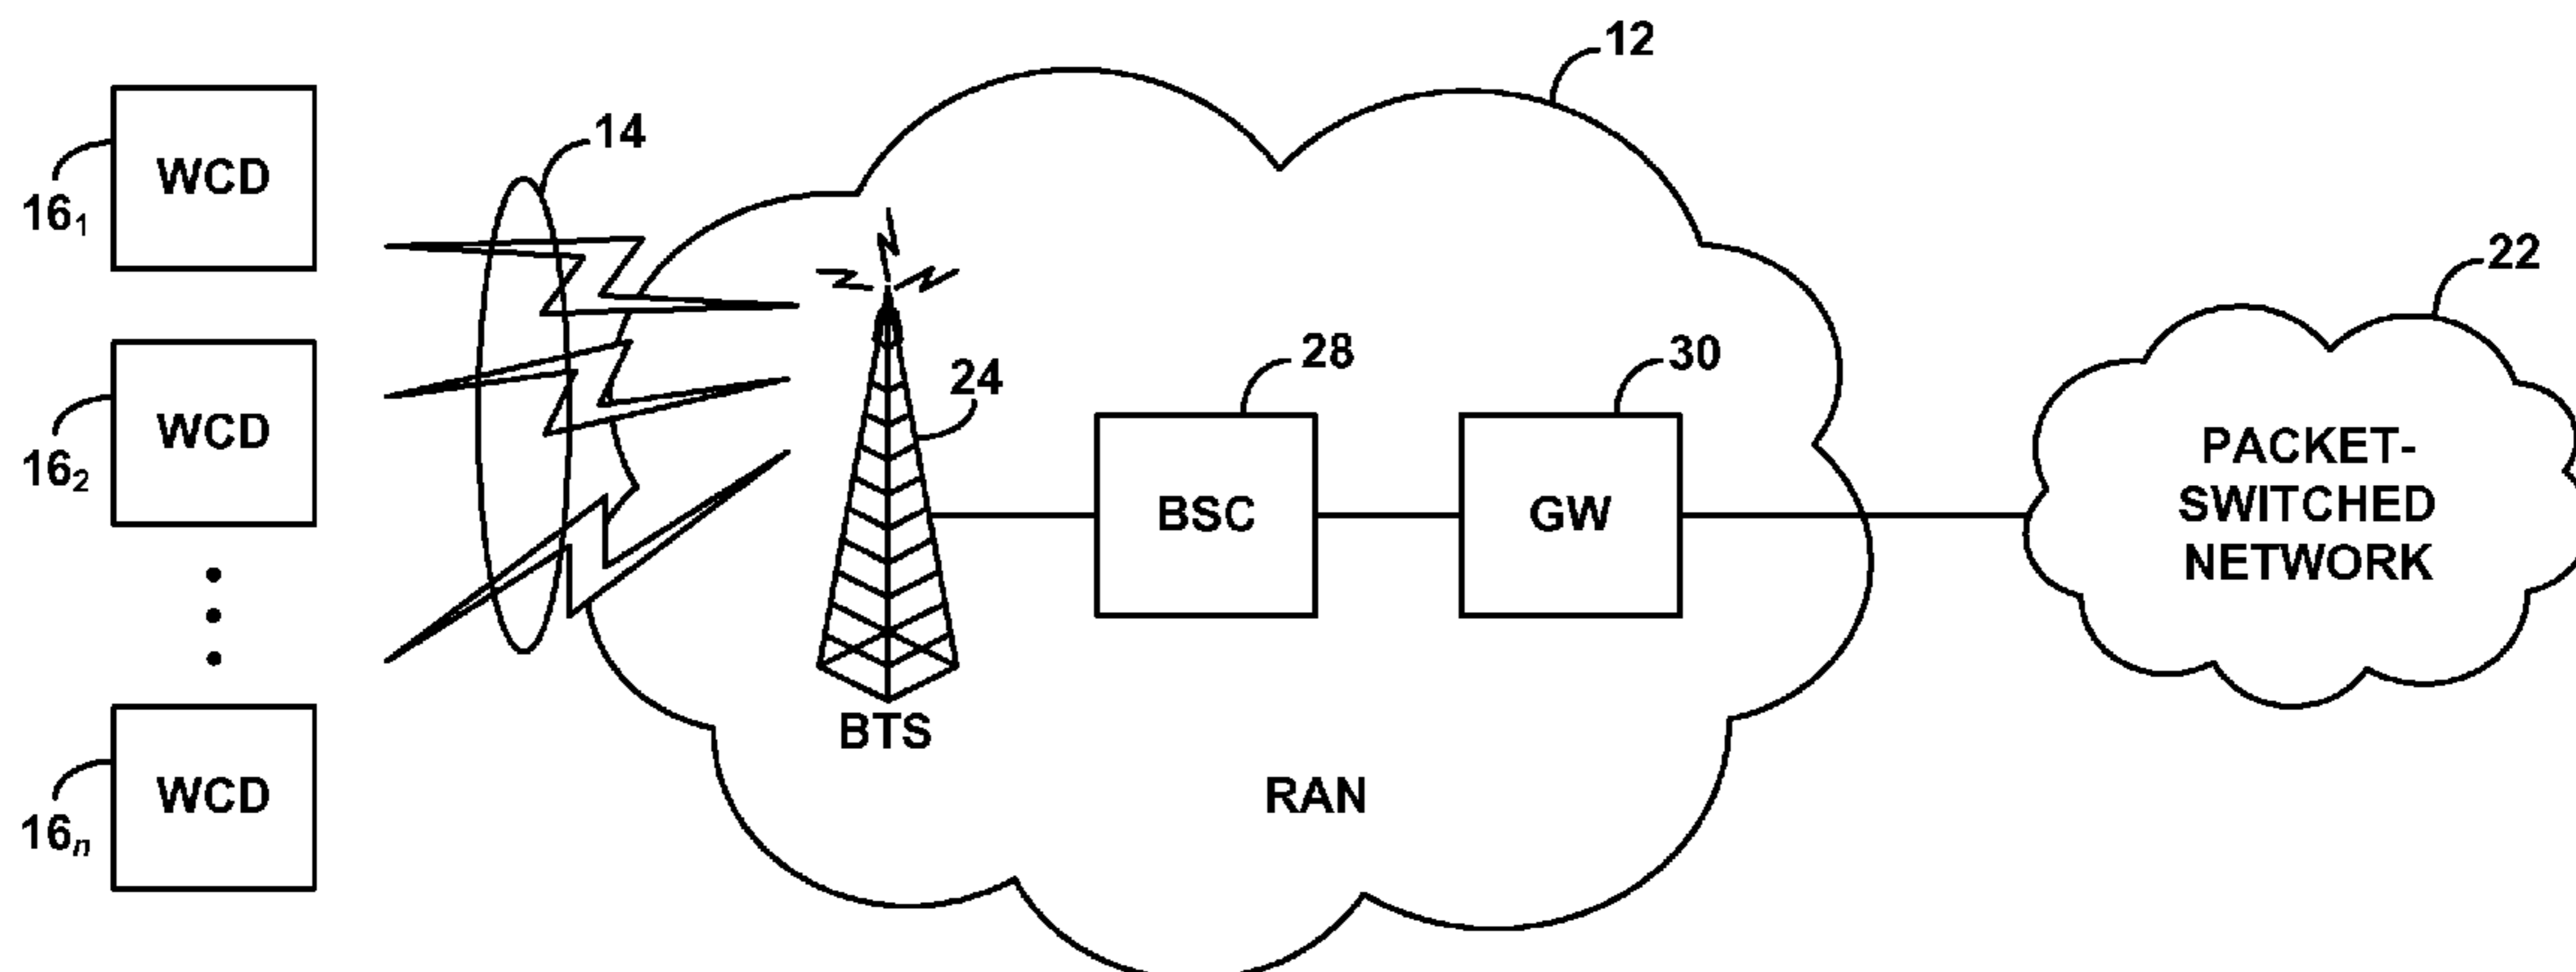 12
14
WCD
16₁
22
24
28
30
WCD
16₂
BSC
GW
PACKET-
SWITCHED
NETWORK
BTS
WCD
16ₙ
RAN